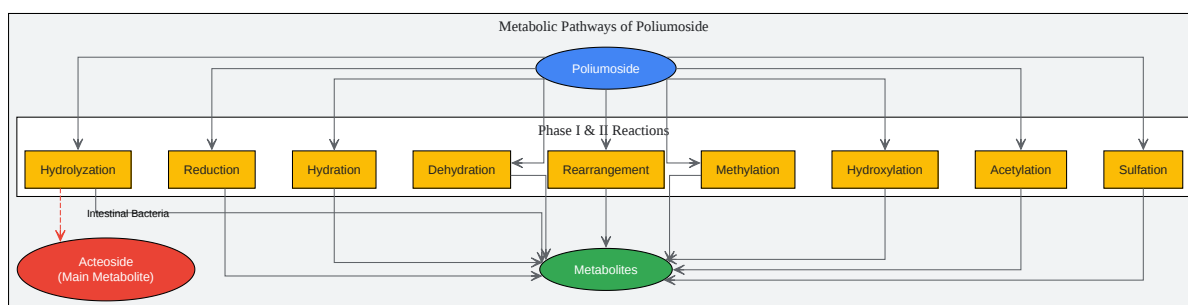 Metabolic Pathways of Poliumoside
Poliumoside
Phase I & II Reactions
Hydrolyzation
Reduction
Hydration
Dehydration
Rearrangement
Methylation
Hydroxylation
Acetylation
Sulfation
Intestinal Bacteria
Acteoside
(Main Metabolite)
Metabolites